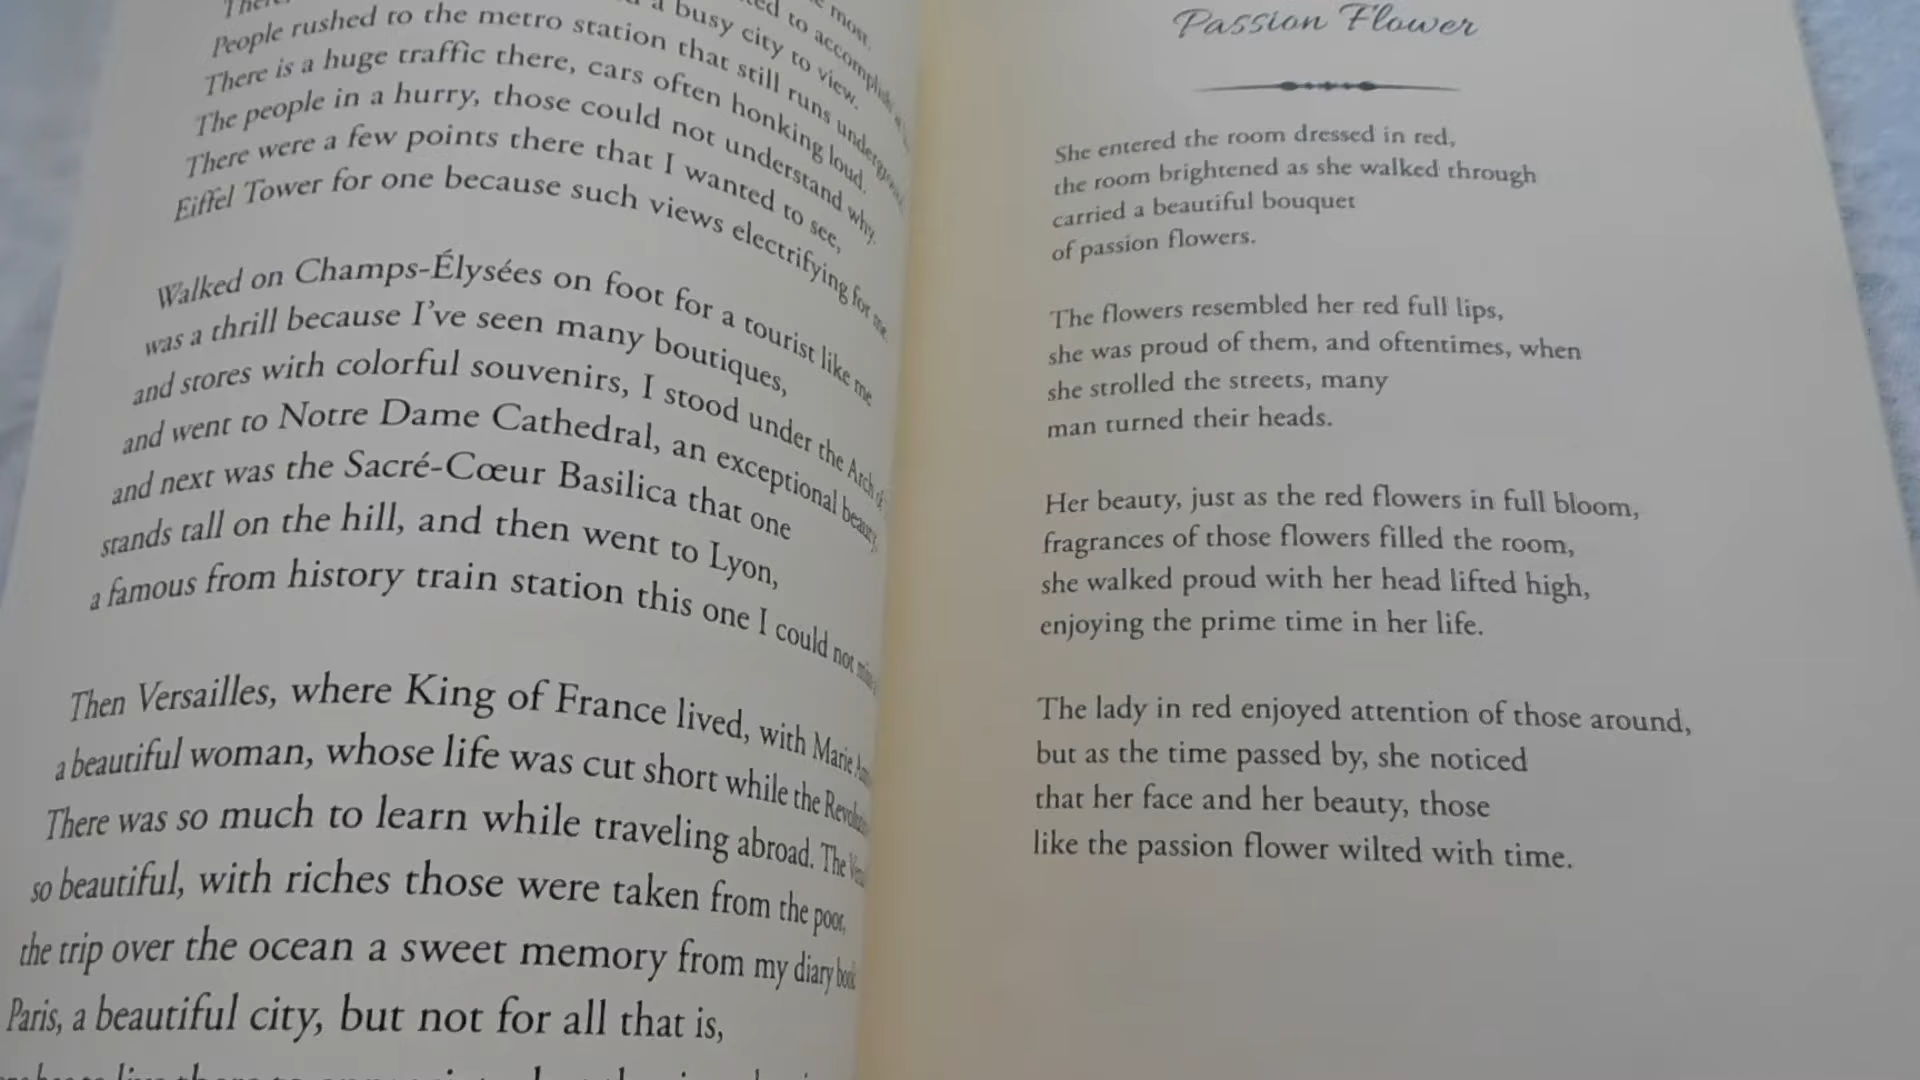 People rushed to the metro station that still runs
a busy city to view.
There is a huge traffic there, cars often honking loud.
The people in a hurry, those could not understand why.
There were a few points there that I wanted to see,
Eiffel Tower for one because such views electrifying for me.
Walked on Champs-Élysées on foot for a tourist like me
was a thrill because I've seen many boutiques,
and stores with colorful souvenirs, I stood under the Arch of
and went to Notre Dame Cathedral, an exceptional beauty,
and next was the Sacré-Cœur Basilica that one
stands tall on the hill, and then went to Lyon,
a famous from history train station this one I could not
Then Versailles, where King of France lived, with Marie
a beautiful woman, whose life was cut short while the
There was so much to learn while traveling abroad. The
so beautiful, with riches those were taken from the poor,
the trip over the ocean a sweet memory from my diary book
Paris, a beautiful city, but not for all that is,
Passion Flower
She entered the room dressed in red,
the room brightened as she walked through
carried a beautiful bouquet
of passion flowers.
The flowers resembled her red full lips,
she was proud of them, and oftentimes, when
she strolled the streets, many
man turned their heads.
Her beauty, just as the red flowers in full bloom,
fragrances of those flowers filled the room,
she walked proud with her head lifted high,
enjoying the prime time in her life.
The lady in red enjoyed attention of those around,
but as the time passed by, she noticed
that her face and her beauty, those
like the passion flower wilted with time.